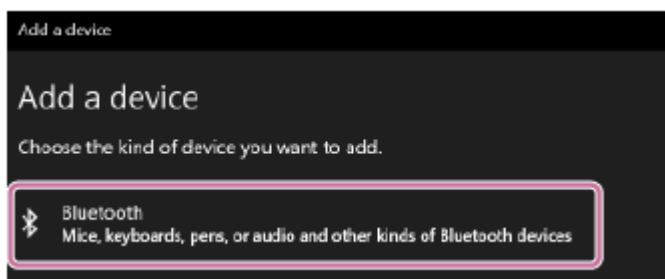 Add a device
Add a device
Choose the kind of device you want to add.
Bluetooth
Mice, keyboards, pens, or audio and other kinds of Bluetooth devices